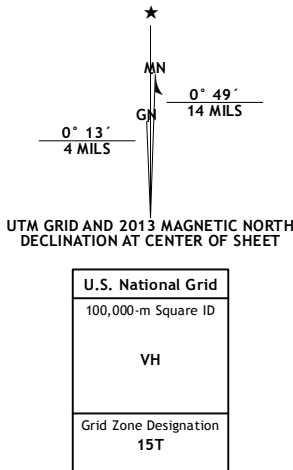 ★
MN
0° 49´
14 MILS
GN
0° 13´
4 MILS
UTM GRID AND 2013 MAGNETIC NORTH
DECLINATION AT CENTER OF SHEET
U.S. National Grid
100,000-m Square ID
VH
Grid Zone Designation
15T